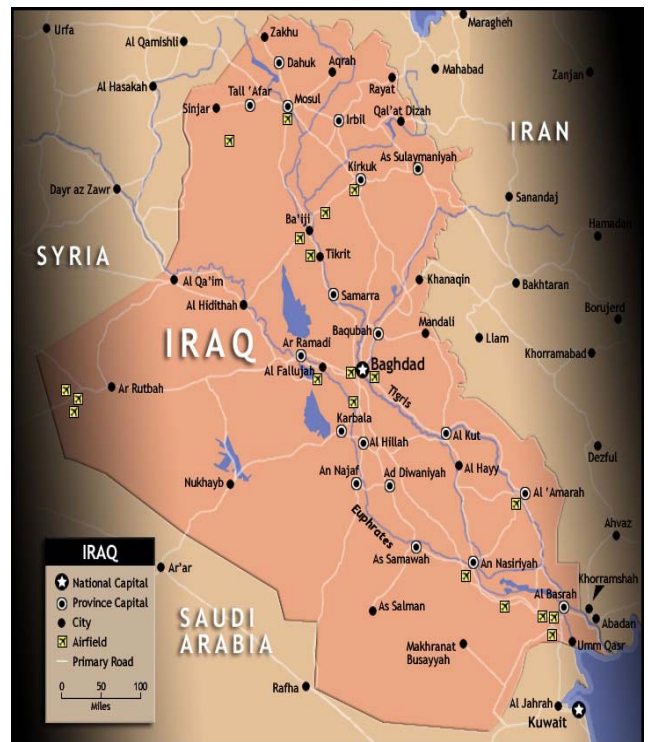 Maragheh
Urfa
Al Qamishli
Zakhu
Dahuk
Aqrah
Rayat
Mahabad
Zanjan
Al Hasakah
Tall 'Afar
Sinjar
Mosul
Irbil
Qal'at Dizah
IRAN
As Sulaymaniyah
Kirkuk
Dayr az Zawr
Sanandaj
Ba'iji
Hamadan
SYRIA
Tikrit
Al Qa'im
Khanaqin
Bakhtaran
Samarra
Al Hidithah
Borujerd
IRAQ
Baqubah
Mandali
Llam
Ar Ramadi
Khorramabad
Al Fallujah
Baghdad
Ar Rutbah
Tigris
Karbala
Al Hillah
Al Kut
Dezful
An Najaf
Ad Diwaniyah
Al Hayy
Nukhayb
Al 'Amarah
Euphrates
Ahvaz
As Samawah
An Nasiriyah
Ar'ar
Khorramshah
Al Basrah
As Salman
Abadan
SAUDI
ARABIA
Makhranat
Busayyah
Umm Qasr
Rafha
Al Jahrah
Kuwait
IRAQ
National Capital
Province Capital
City
Airfield
Primary Road
0 50 100
Miles